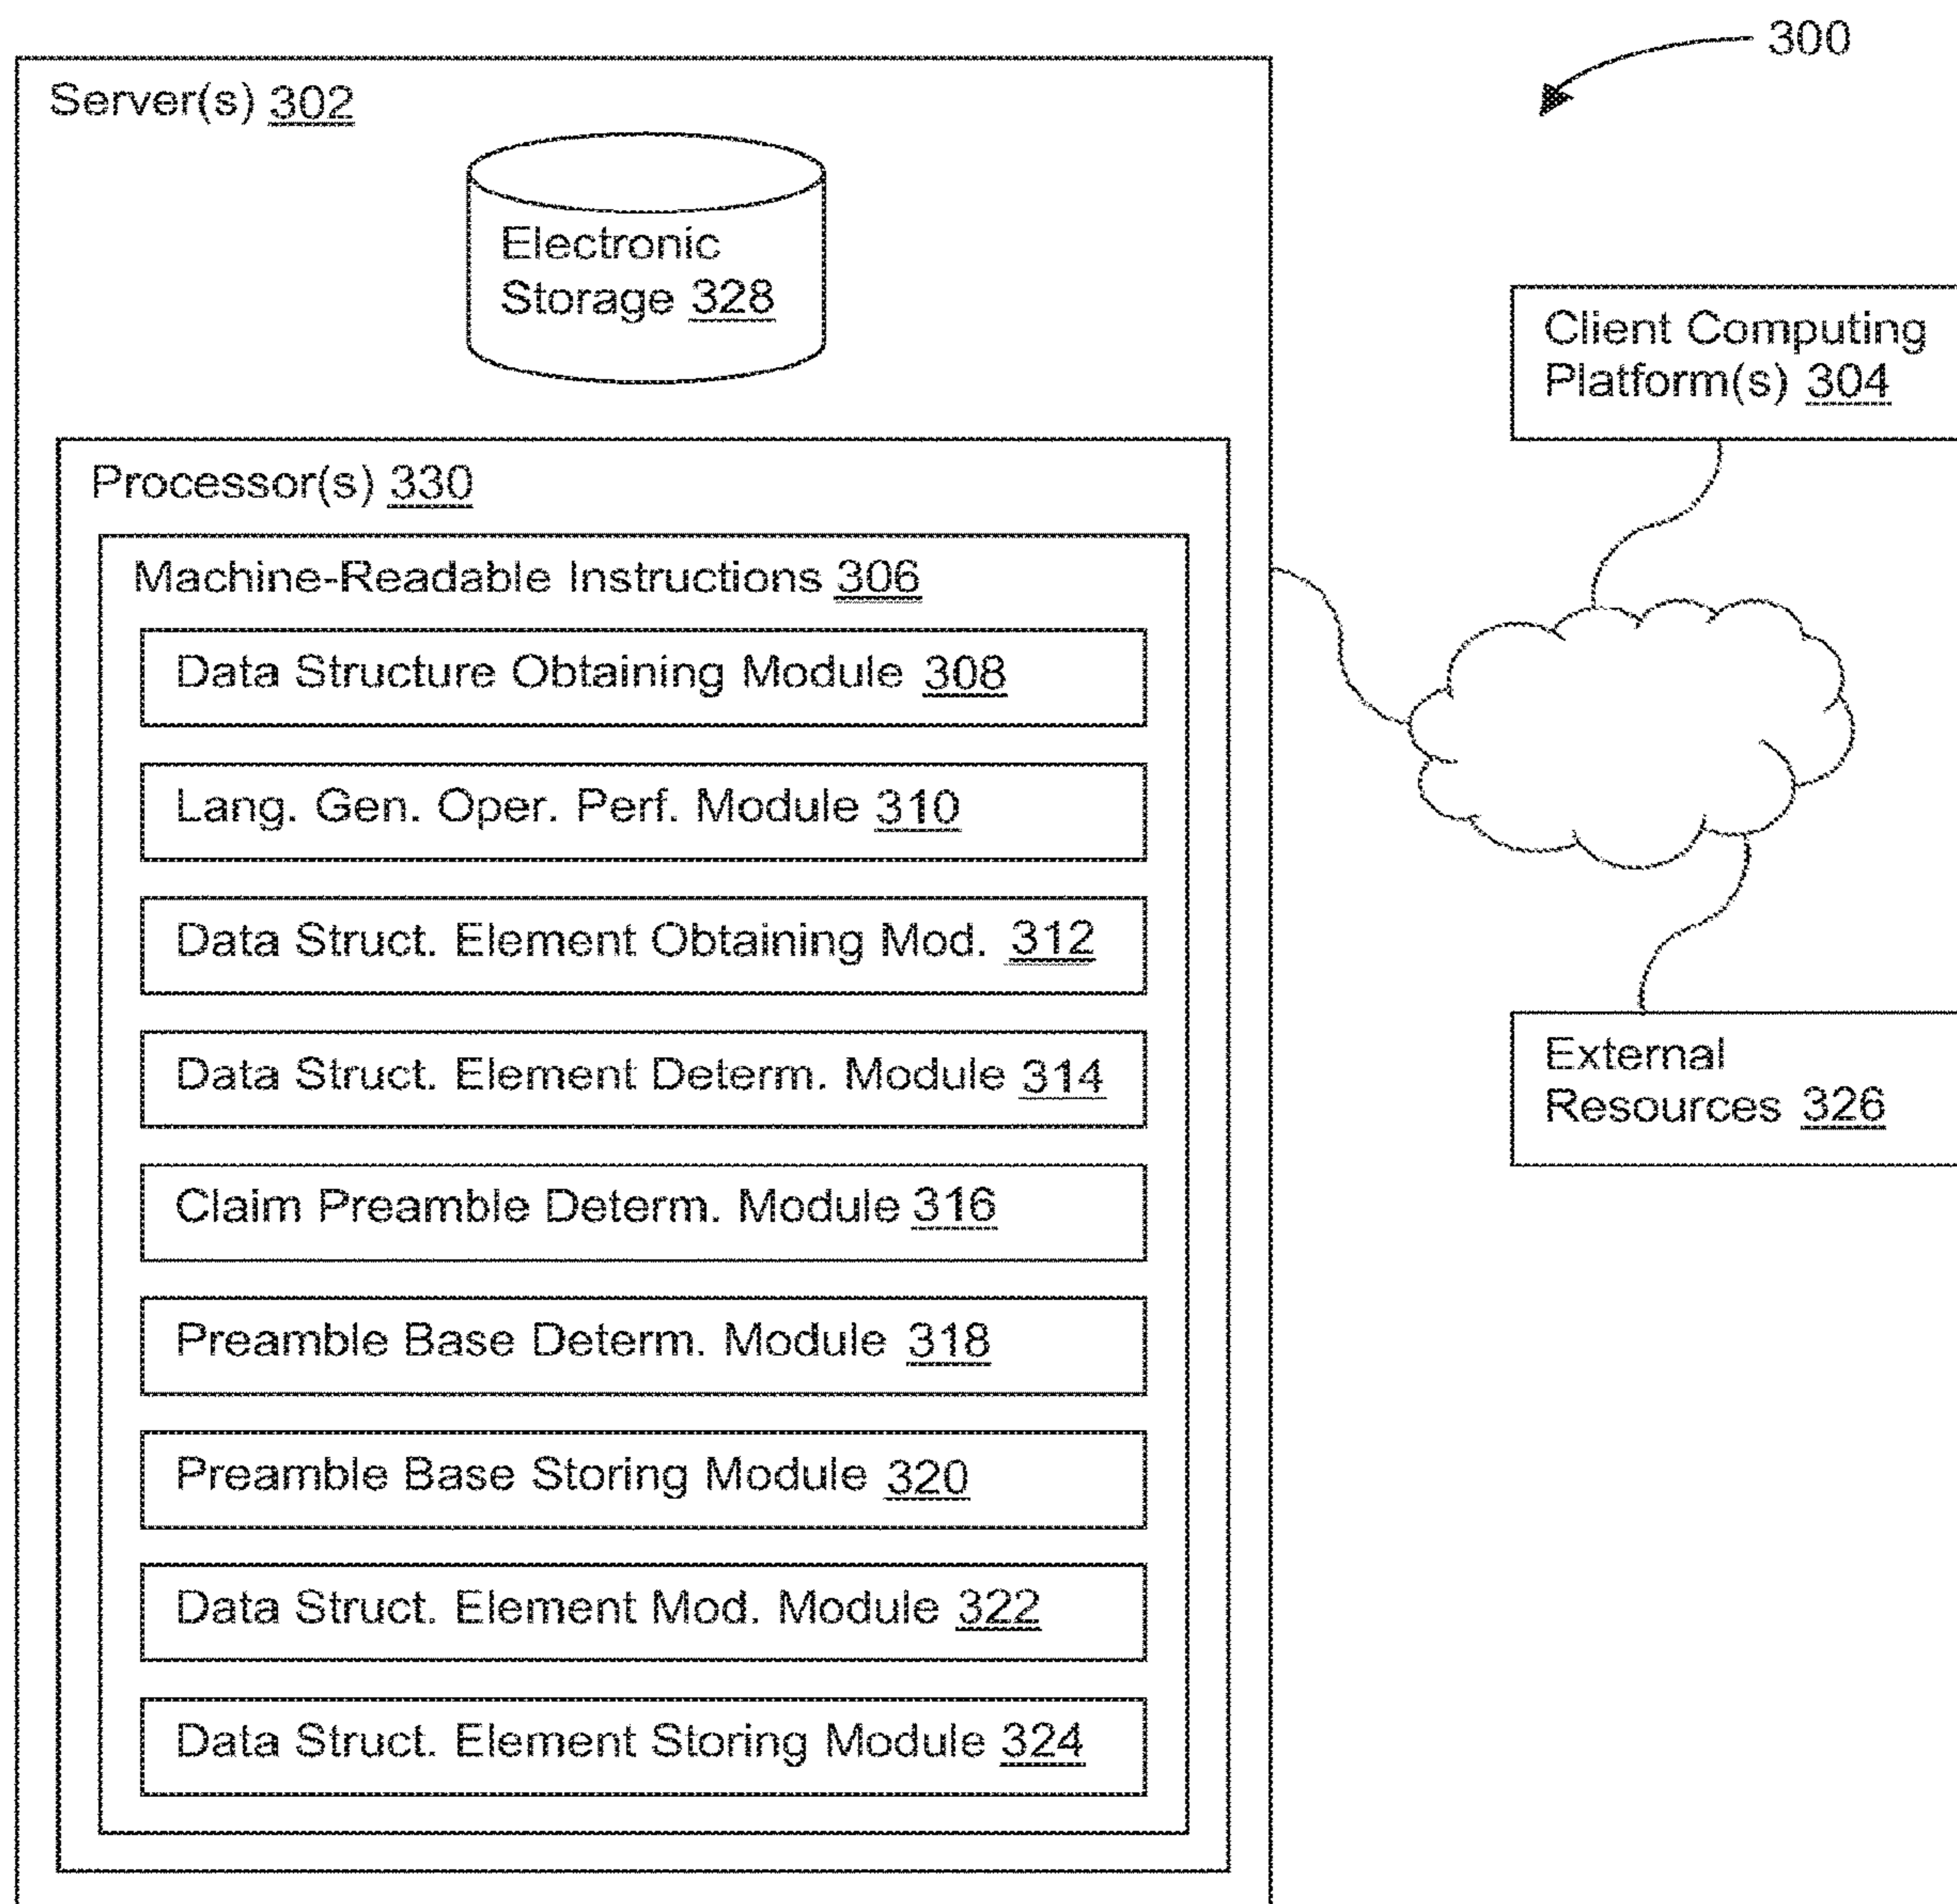 300
Server(s) 302
Electronic
Storage 328
Client Computing
Platform(s) 304
Processor(s) 330
Machine-Readable Instructions 306
Data Structure Obtaining Module 308
Lang. Gen. Oper. Perf. Module 310
Data Struct. Element Obtaining Mod. 312
Data Struct. Element Determ. Module 314
Claim Preamble Determ. Module 316
Preamble Base Determ. Module 318
Preamble Base Storing Module 320
Data Struct. Element Mod. Module 322
Data Struct. Element Storing Module 324
External
Resources 326